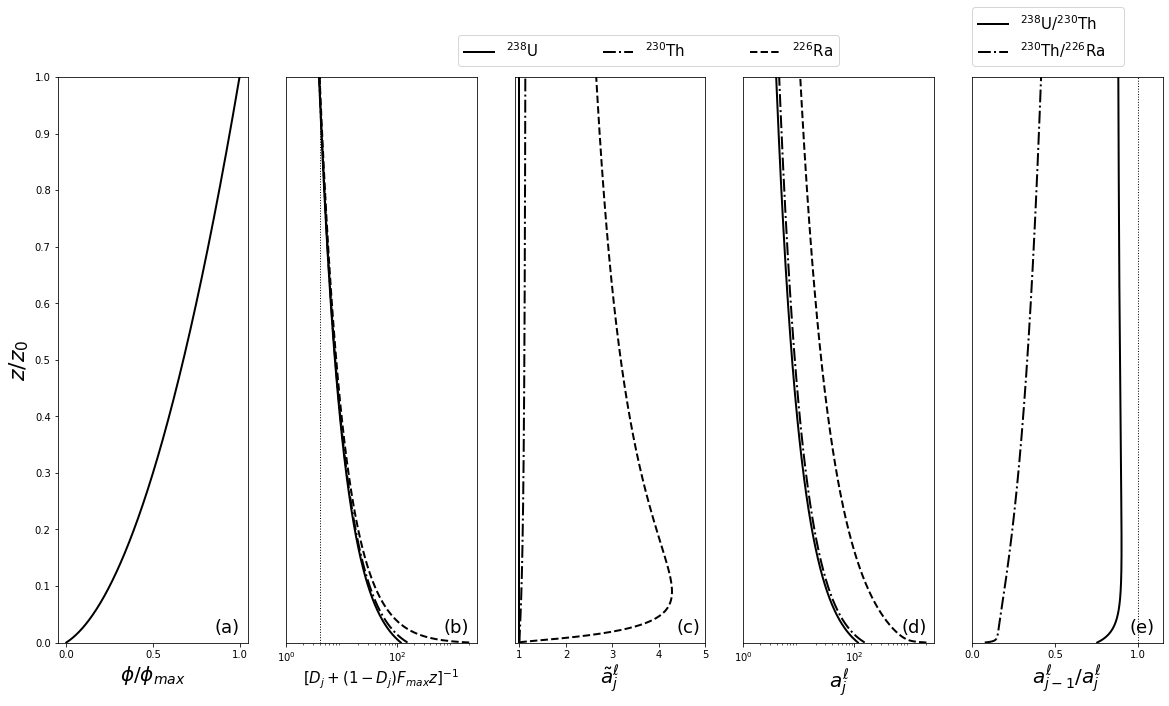 ²³⁸U/²³⁰Th
²³⁸U ²³⁰Th ²²⁶Ra
²³⁰Th/²²⁶Ra
1.0
0.9
0.8
0.7
0.6
0.5
0.4
0.3
0.2
0.1
0.0
z/z₀
(a) (b) (c) (d) (e)
0.0 0.5 1.0
10⁰ 10²
1 2 3 4 5
10⁰ 10²
0.0 0.5 1.0
ϕ/ϕ_max
[D_j + (1 − D_j)F_max z]⁻¹
ã_j^ℓ
a_j^ℓ
a_{j−1}^ℓ/a_j^ℓ